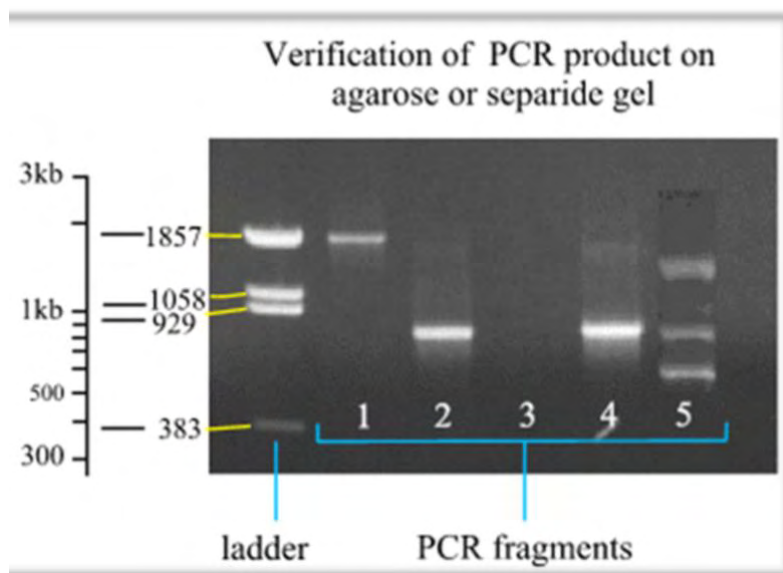 Verification of PCR product on
agarose or separide gel
3kb
1857
1058
1kb
929
500
383
300
1 2 3 4 5
ladder
PCR fragments